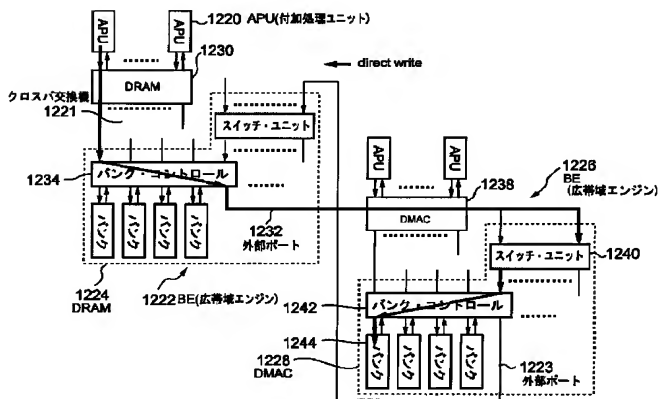 APU
APU
1220 APU(付加処理ユニット)
1230
DRAM
direct write
クロスバ交換機
1221
スイッチ・ユニット
1234
バンク・コントロール
バンク
バンク
バンク
バンク
1232
外部ポート
1224
DRAM
1222 BE(広帯域エンジン)
APU
APU
1238
DMAC
1226
BE
(広帯域エンジン)
スイッチ・ユニット
1240
1242
バンク・コントロール
1244
バンク
バンク
バンク
バンク
1228
DMAC
1223
外部ポート